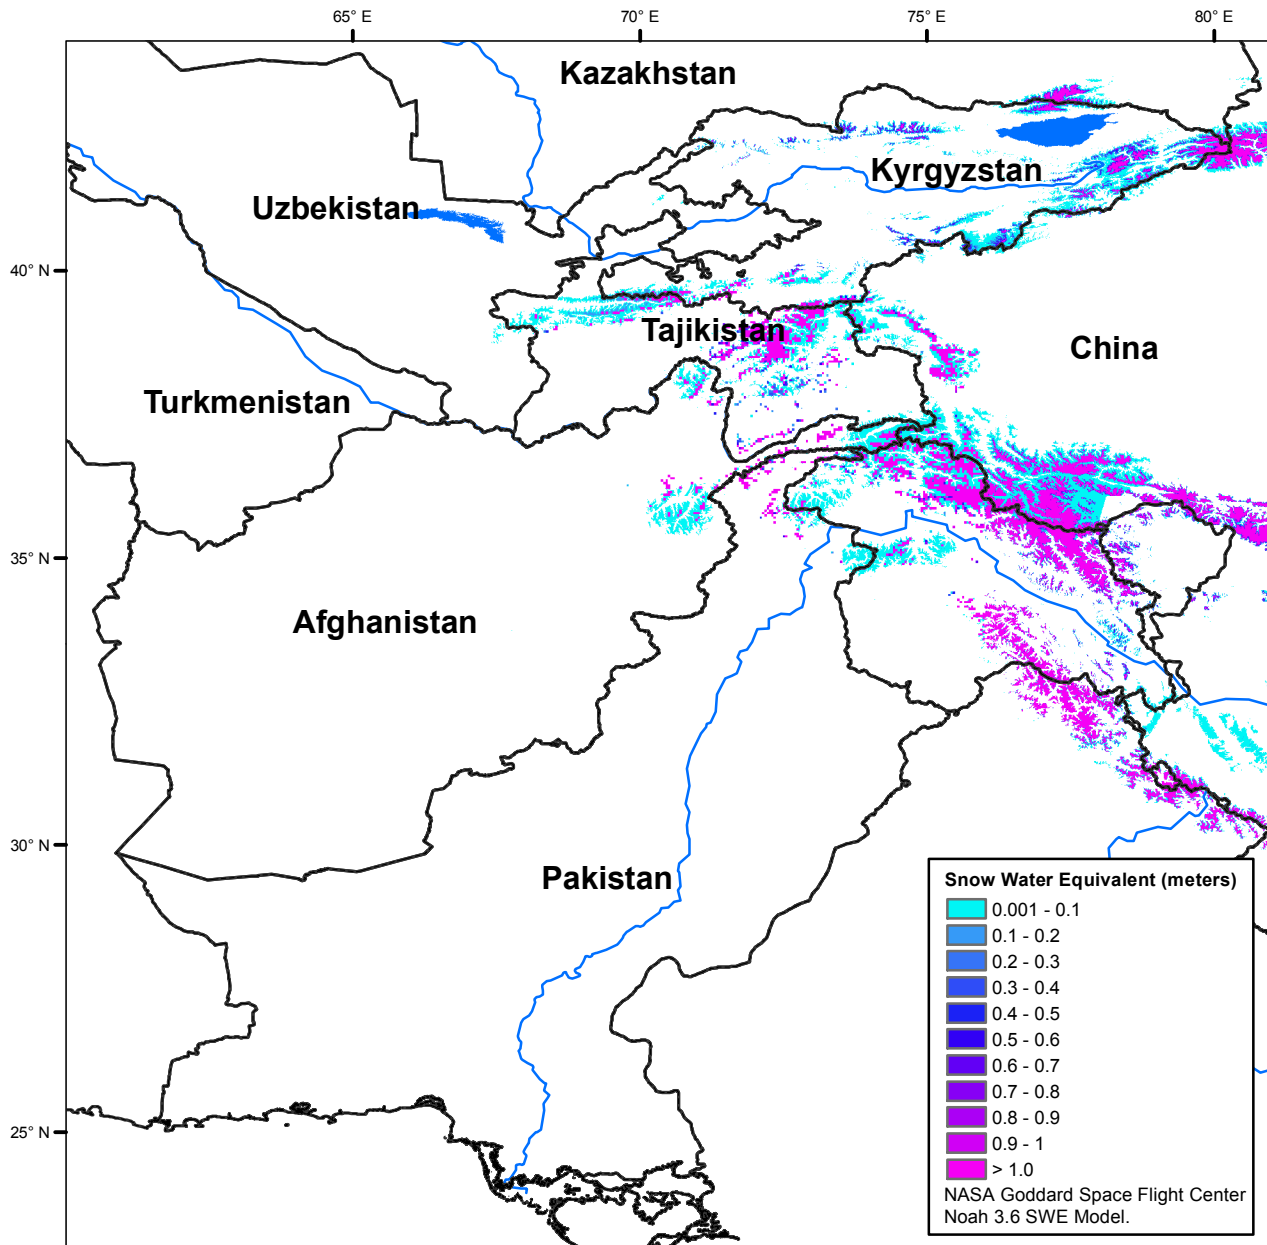 65° E
70° E
75° E
80° E
Kazakhstan
Kyrgyzstan
Uzbekistan
40° N
Tajikistan
China
Turkmenistan
35° N
Afghanistan
30° N
Pakistan
25° N
Snow Water Equivalent (meters)
0.001 - 0.1
0.1 - 0.2
0.2 - 0.3
0.3 - 0.4
0.4 - 0.5
0.5 - 0.6
0.6 - 0.7
0.7 - 0.8
0.8 - 0.9
0.9 - 1
> 1.0
NASA Goddard Space Flight Center
Noah 3.6 SWE Model.